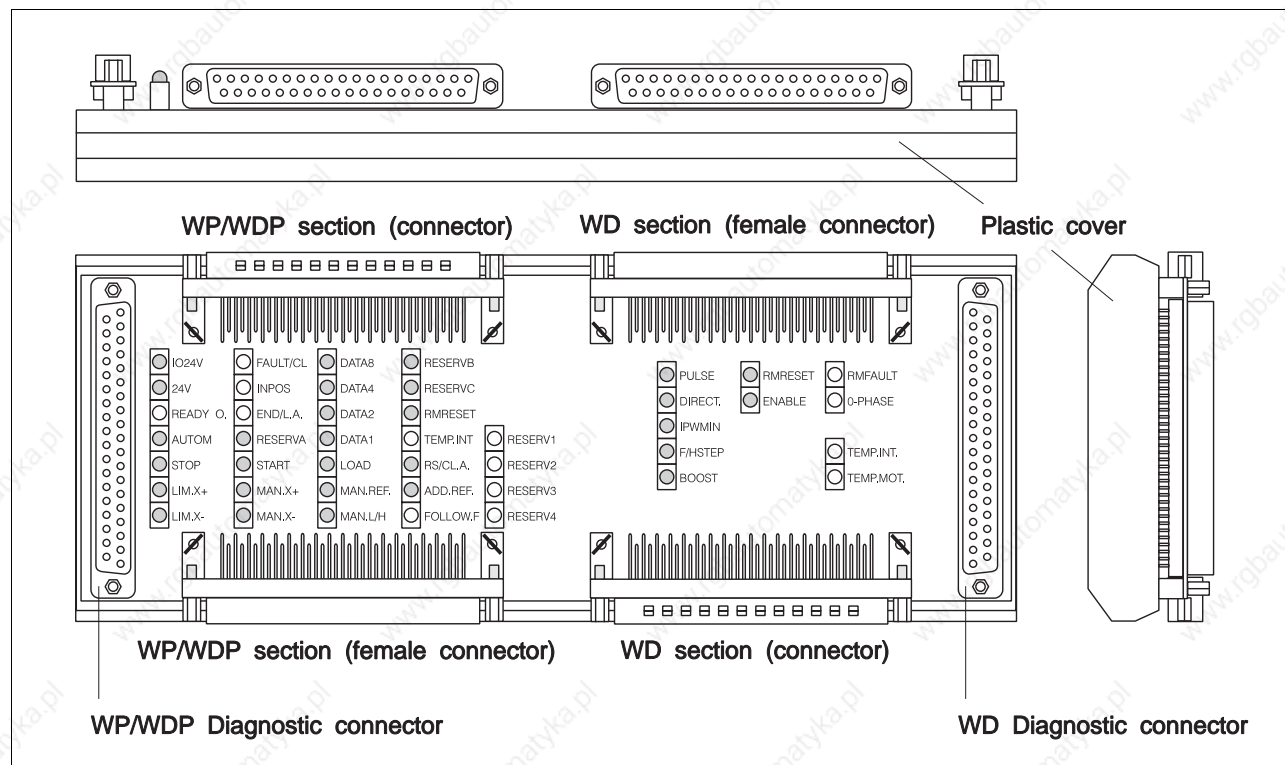 WP/WDP section (connector)
WD section (female connector)
Plastic cover
IO24V
24V
READY O.
AUTOM
STOP
LIM.X+
LIM.X-
FAULT/CL
INPOS
END/L.A.
RESERVA
START
MAN.X+
MAN.X-
DATA8
DATA4
DATA2
DATA1
LOAD
MAN.REF.
MAN.L/H
RESERVB
RESERVC
RMRESET
TEMP.INT
RS/CL.A.
ADD.REF.
FOLLOW.F
RESERV1
RESERV2
RESERV3
RESERV4
PULSE
DIRECT.
IPWMIN
F/HSTEP
BOOST
RMRESET
ENABLE
RMFAULT
0-PHASE
TEMP.INT.
TEMP.MOT.
WP/WDP section (female connector)
WD section (connector)
WP/WDP Diagnostic connector
WD Diagnostic connector
www.rgbautomatyka.pl